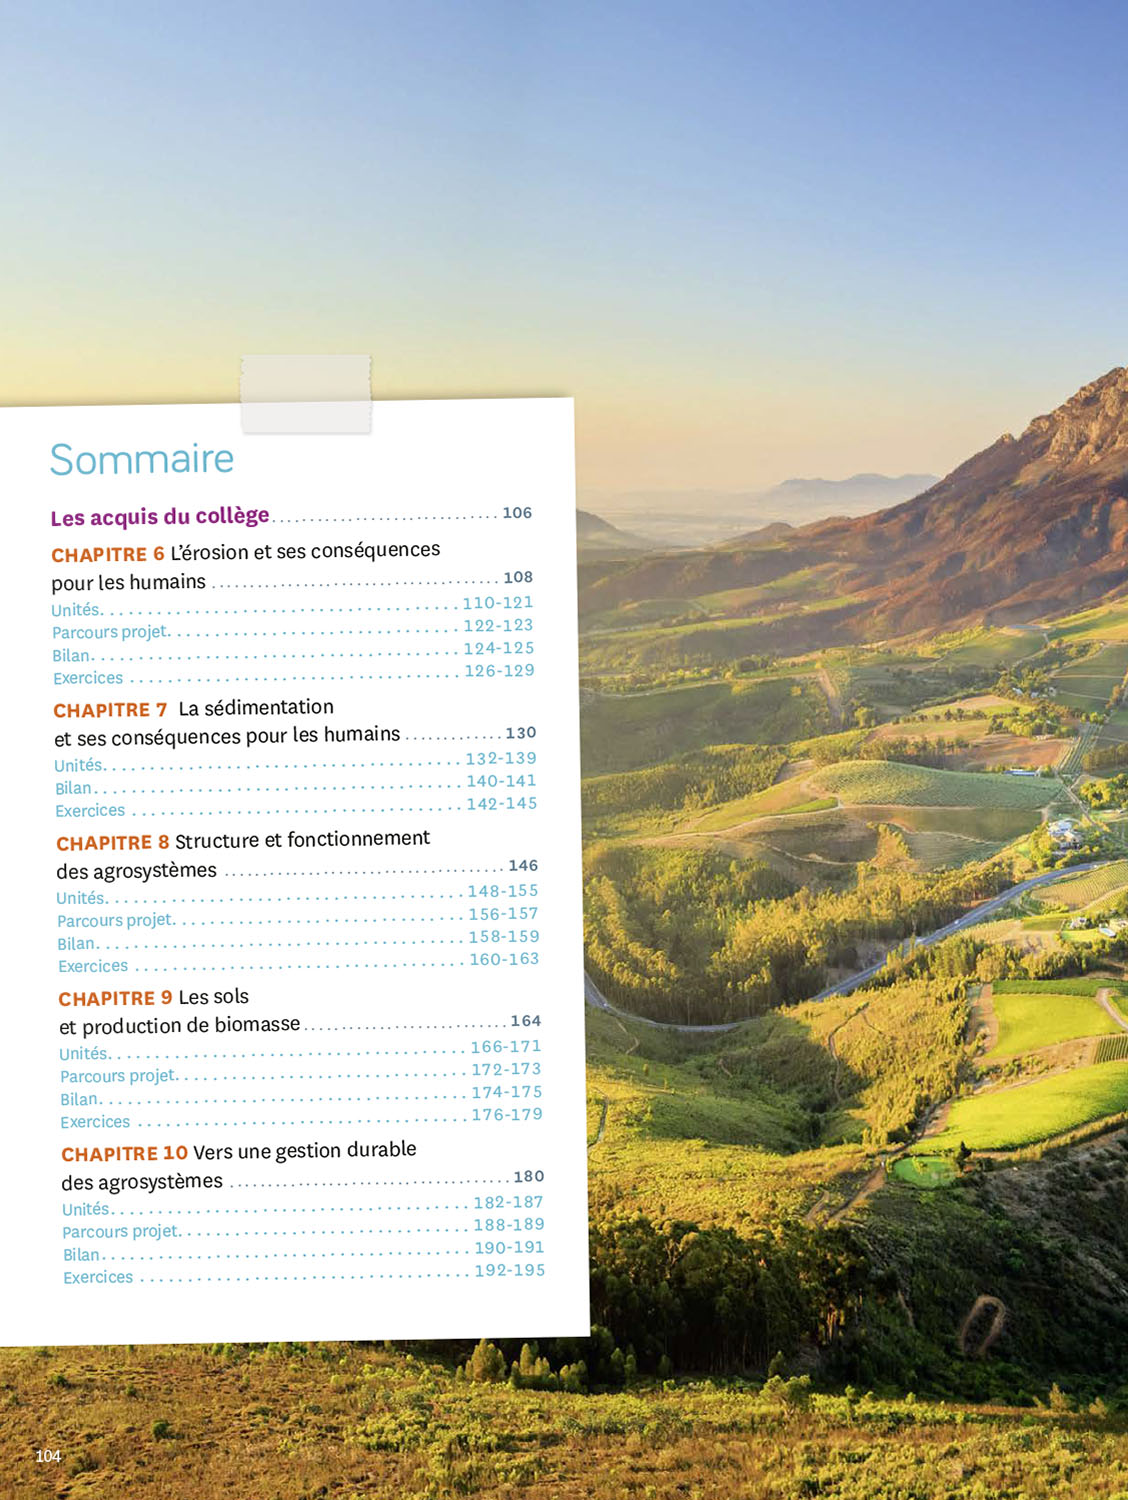 Sommaire
Les acquis du collège 106
CHAPITRE 6 L'érosion et ses conséquences
pour les humains 108
Unités 110-121
Parcours projet 122-123
Bilan 124-125
Exercices 126-129
CHAPITRE 7 La sédimentation
et ses conséquences pour les humains 130
Unités 132-139
Bilan 140-141
Exercices 142-145
CHAPITRE 8 Structure et fonctionnement
des agrosystèmes 146
Unités 148-155
Parcours projet 156-157
Bilan 158-159
Exercices 160-163
CHAPITRE 9 Les sols
et production de biomasse 164
Unités 166-171
Parcours projet 172-173
Bilan 174-175
Exercices 176-179
CHAPITRE 10 Vers une gestion durable
des agrosystèmes 180
Unités 182-187
Parcours projet 188-189
Bilan 190-191
Exercices 192-195
104